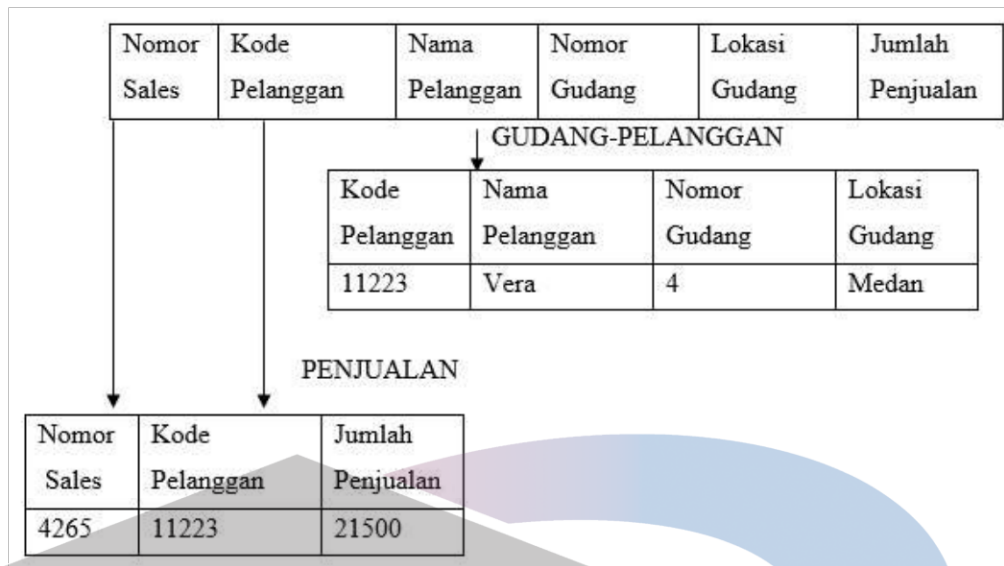 Nomor Kode Nama Nomor Lokasi Jumlah
Sales Pelanggan Pelanggan Gudang Gudang Penjualan
GUDANG-PELANGGAN
Kode Nama Nomor Lokasi
Pelanggan Pelanggan Gudang Gudang
11223 Vera 4 Medan
PENJUALAN
Nomor Kode Jumlah
Sales Pelanggan Penjualan
4265 11223 21500